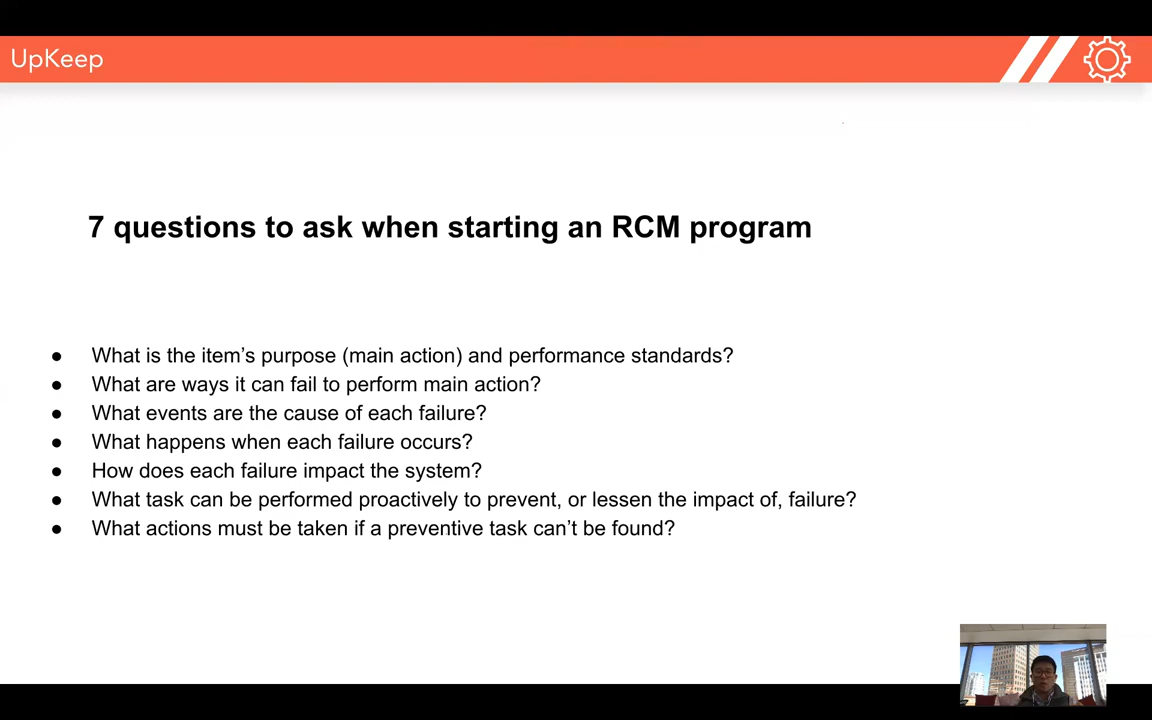 UpKeep
7 questions to ask when starting an RCM program
● What is the item’s purpose (main action) and performance standards?
● What are ways it can fail to perform main action?
● What events are the cause of each failure?
● What happens when each failure occurs?
● How does each failure impact the system?
● What task can be performed proactively to prevent, or lessen the impact of, failure?
● What actions must be taken if a preventive task can’t be found?